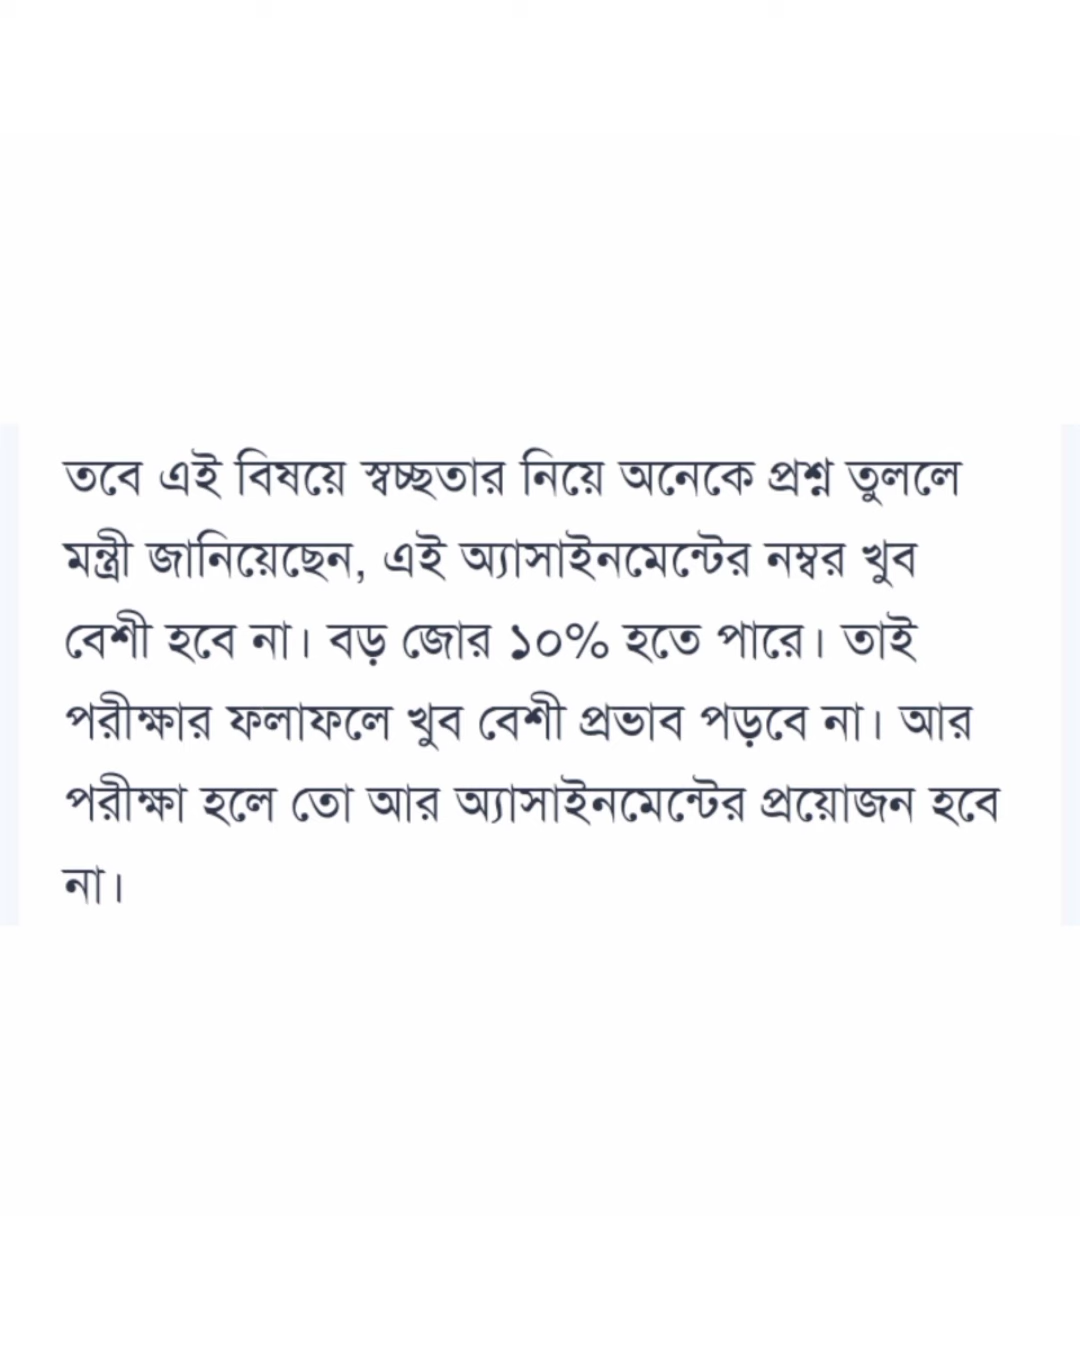 তবে এই বিষয়ে স্বচ্ছতার নিয়ে অনেকে প্রশ্ন তুললে
মন্ত্রী জানিয়েছেন, এই অ্যাসাইনমেন্টের নম্বর খুব
বেশী হবে না। বড় জোর ১০% হতে পারে। তাই
পরীক্ষার ফলাফলে খুব বেশী প্রভাব পড়বে না। আর
পরীক্ষা হলে তো আর অ্যাসাইনমেন্টের প্রয়োজন হবে
না।